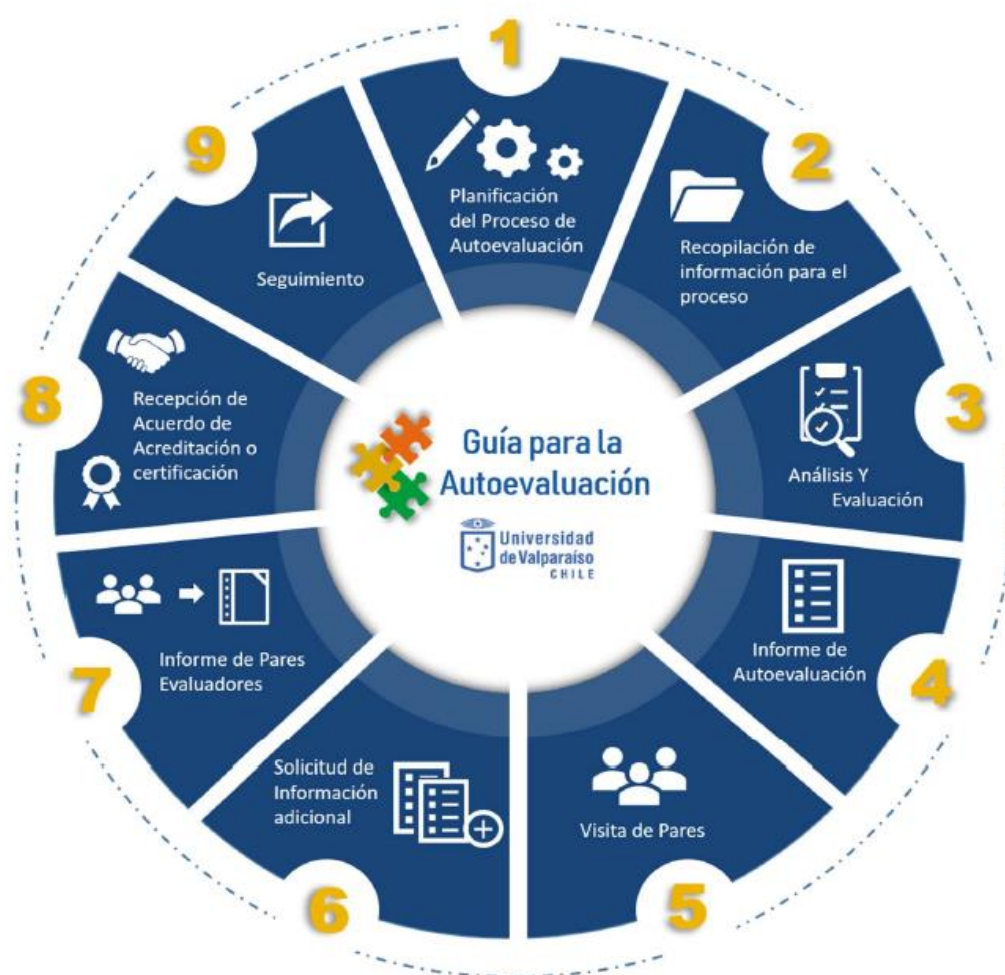 1
Planificación
del Proceso de
Autoevaluación
2
Recopilación de
información para el
proceso
3
Análisis Y
Evaluación
4
Informe de
Autoevaluación
5
Visita de Pares
6
Solicitud de
Información
adicional
7
Informe de Pares
Evaluadores
8
Recepción de
Acuerdo de
Acreditación o
certificación
9
Seguimiento
Guía para la
Autoevaluación
Universidad
de Valparaíso
CHILE